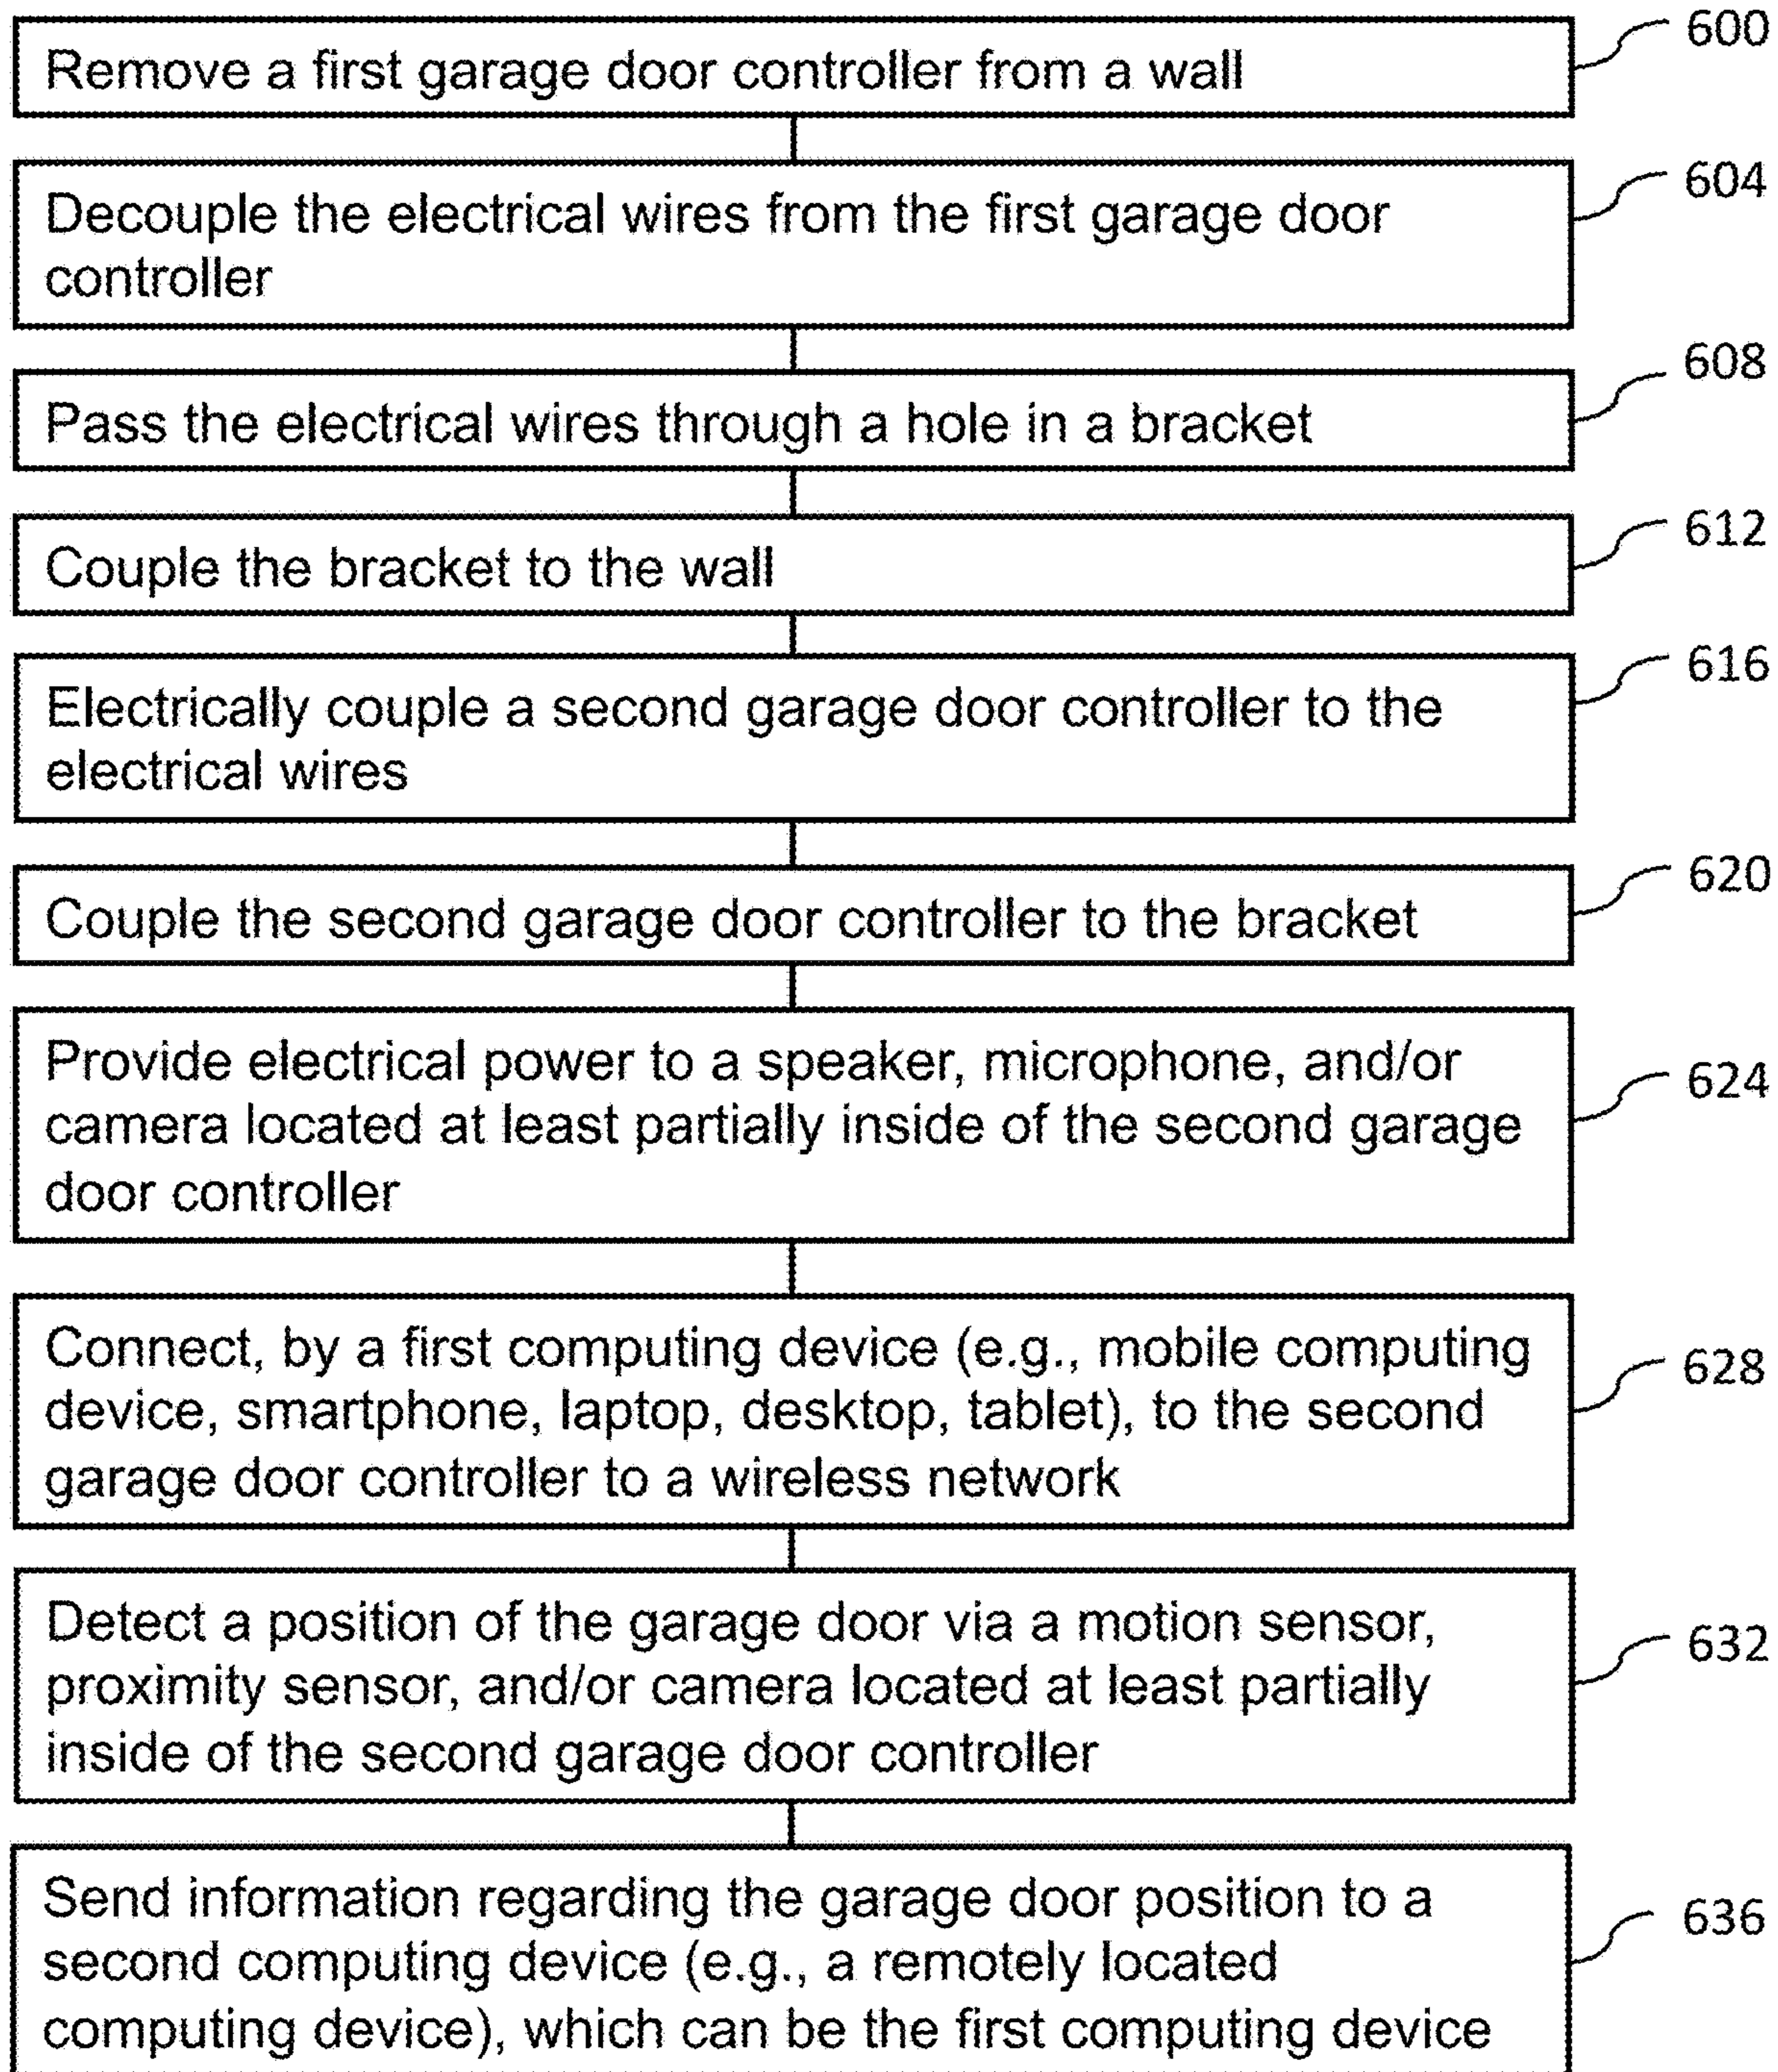 600
Remove a first garage door controller from a wall
604
Decouple the electrical wires from the first garage door
controller
608
Pass the electrical wires through a hole in a bracket
612
Couple the bracket to the wall
616
Electrically couple a second garage door controller to the
electrical wires
620
Couple the second garage door controller to the bracket
624
Provide electrical power to a speaker, microphone, and/or
camera located at least partially inside of the second garage
door controller
628
Connect, by a first computing device (e.g., mobile computing
device, smartphone, laptop, desktop, tablet), to the second
garage door controller to a wireless network
632
Detect a position of the garage door via a motion sensor,
proximity sensor, and/or camera located at least partially
inside of the second garage door controller
636
Send information regarding the garage door position to a
second computing device (e.g., a remotely located
computing device), which can be the first computing device